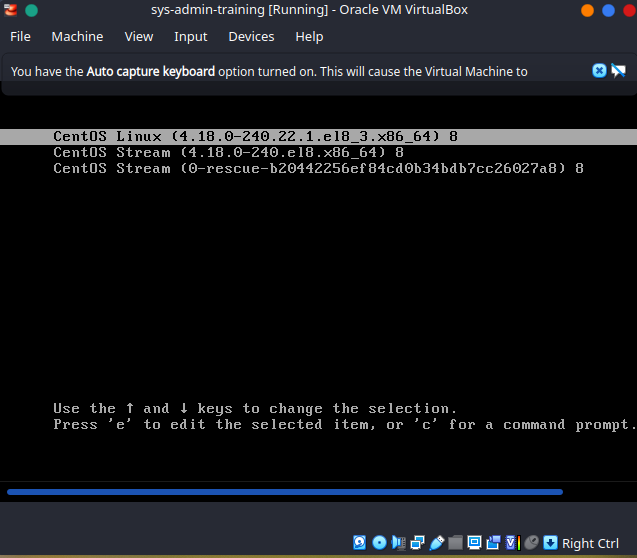 sys-admin-training [Running] - Oracle VM VirtualBox
File Machine View Input Devices Help
You have the Auto capture keyboard option turned on. This will cause the Virtual Machine to
CentOS Linux (4.18.0-240.22.1.el8_3.x86_64) 8
CentOS Stream (4.18.0-240.el8.x86_64) 8
CentOS Stream (0-rescue-b20442256ef84cd0b34bdb7cc26027a8) 8
Use the ↑ and ↓ keys to change the selection.
Press 'e' to edit the selected item, or 'c' for a command prompt.
Right Ctrl